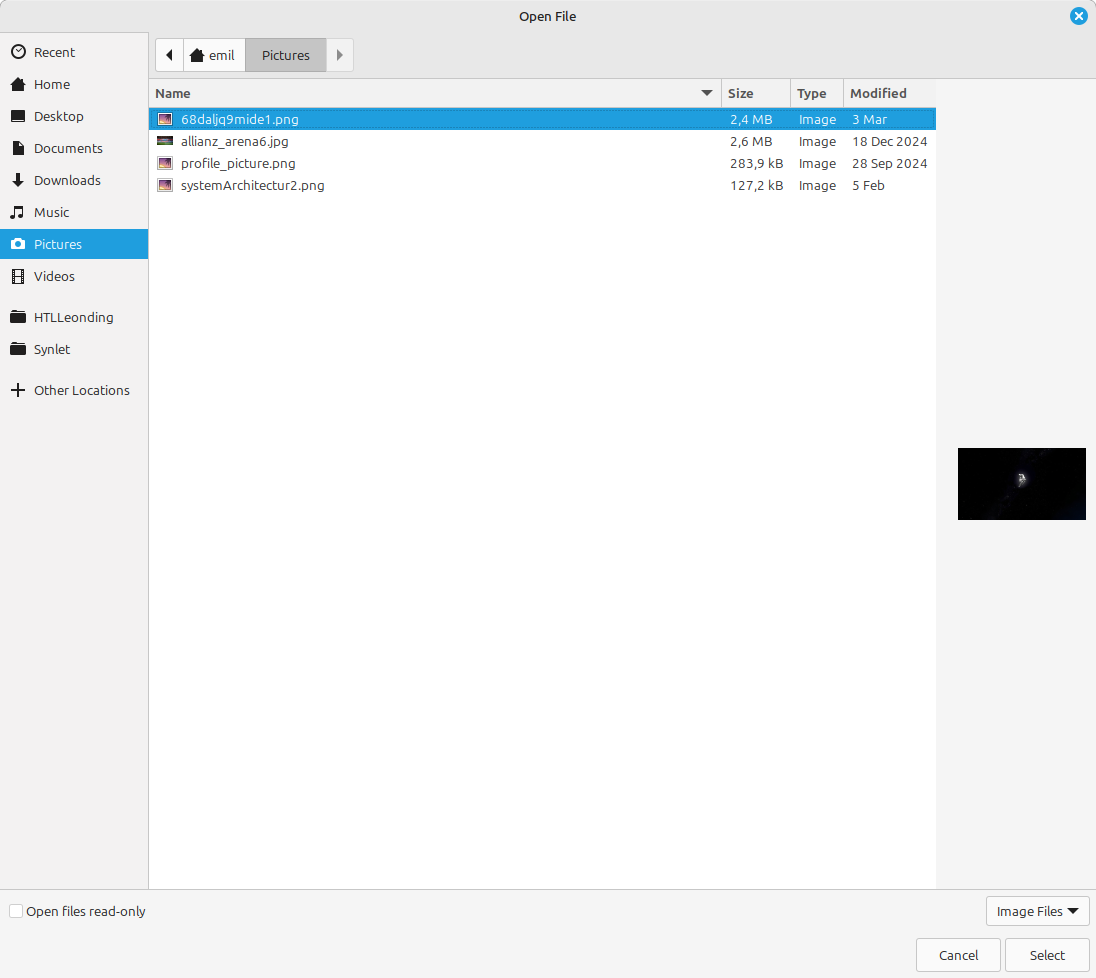 Open File
Recent
Home
Desktop
Documents
Downloads
Music
Pictures
Videos
HTLLeonding
Synlet
Other Locations
emil Pictures
Name Size Type Modified
68daljq9mide1.png 2,4 MB Image 3 Mar
allianz_arena6.jpg 2,6 MB Image 18 Dec 2024
profile_picture.png 283,9 kB Image 28 Sep 2024
systemArchitectur2.png 127,2 kB Image 5 Feb
Open files read-only
Image Files
Cancel Select